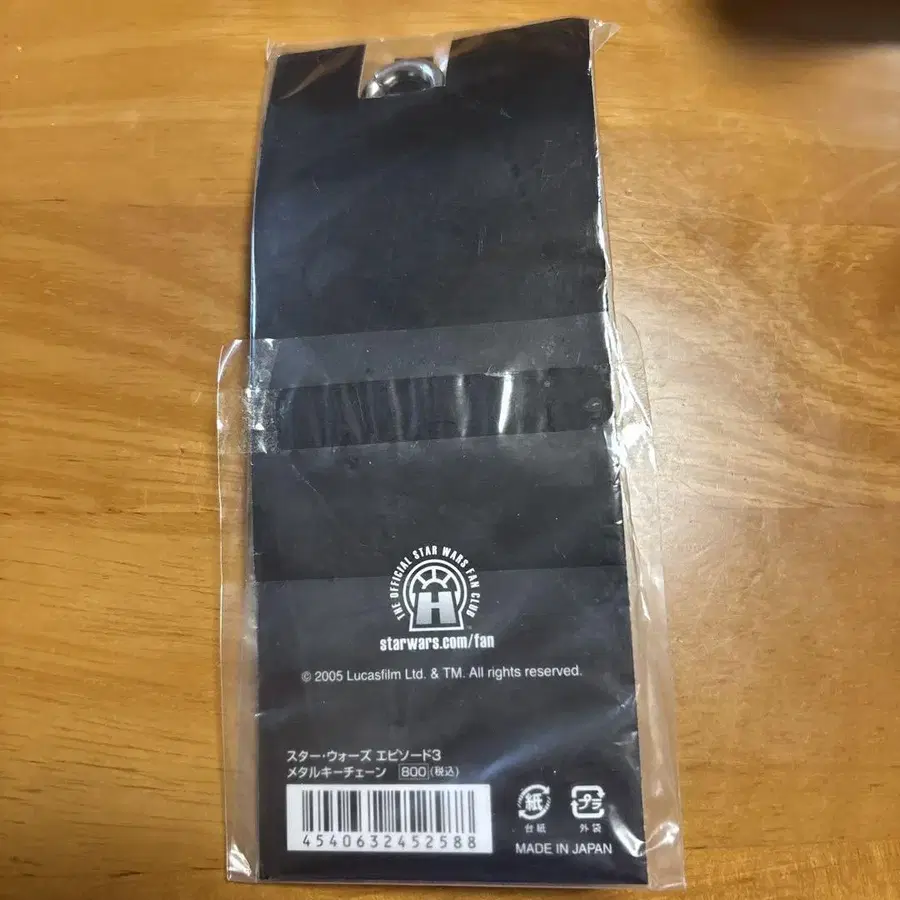 THE OFFICIAL STAR WARS FAN CLUB
H
starwars.com/fan
© 2005 Lucasfilm Ltd. & TM. All rights reserved.
スター・ウォーズ エピソード3
メタルキーチェーン 800(税込)
4540632452588
紙 プラ
台紙 外袋
MADE IN JAPAN